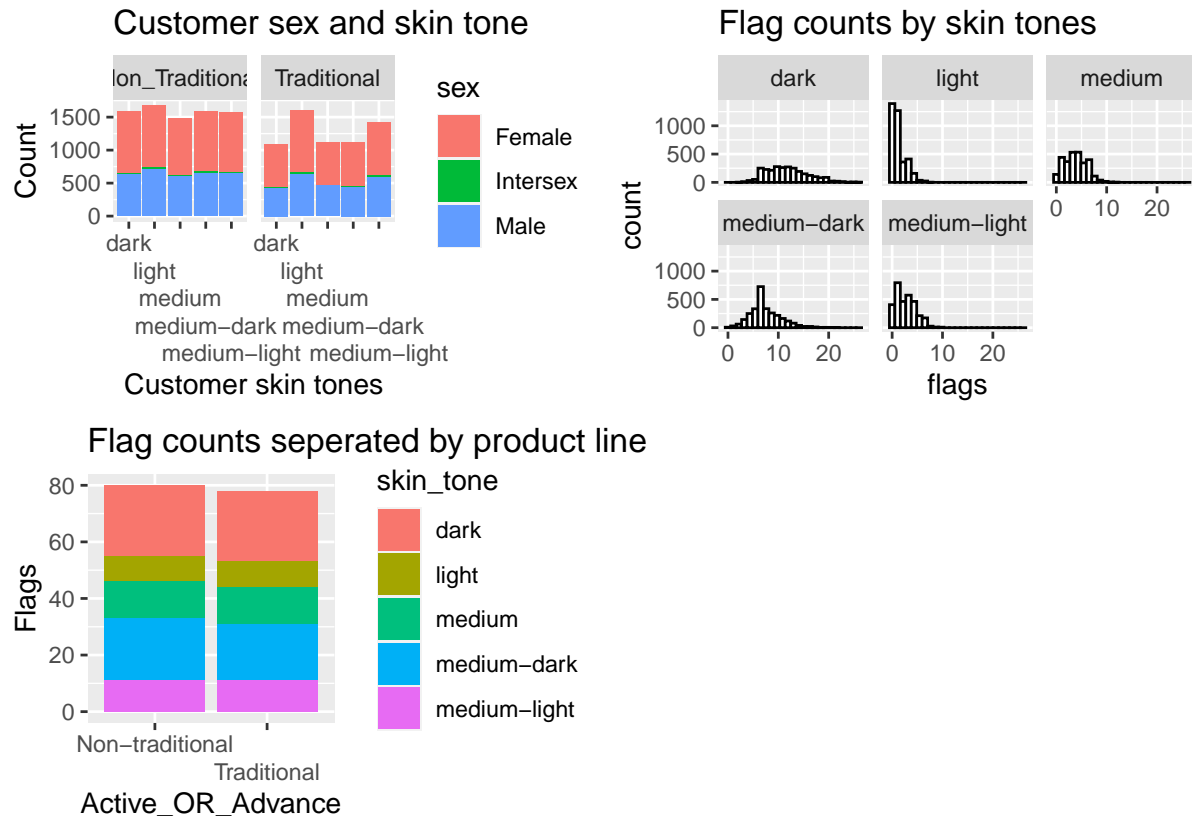 Customer sex and skin tone
Non_Traditional
Traditional
Count
1500
1000
500
0
dark
light
medium
medium-dark
medium-light
dark
light
medium
medium-dark
medium-light
Customer skin tones
sex
Female
Intersex
Male
Flag counts by skin tones
dark
light
medium
count
1000
500
0
0
10
20
medium-dark
medium-light
1000
500
0
0
10
20
0
10
20
flags
Flag counts seperated by product line
Flags
80
60
40
20
0
Non-traditional
Traditional
Active_OR_Advance
skin_tone
dark
light
medium
medium-dark
medium-light